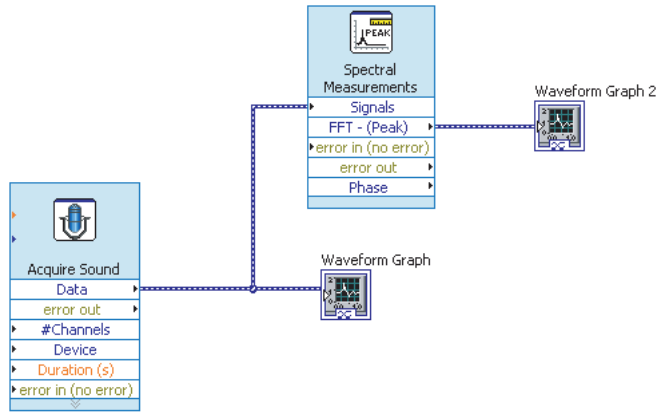 PEAK
Spectral
Measurements
Signals
FFT - (Peak)
error in (no error)
error out
Phase
Waveform Graph 2
Acquire Sound
Data
error out
#Channels
Device
Duration (s)
error in (no error)
Waveform Graph